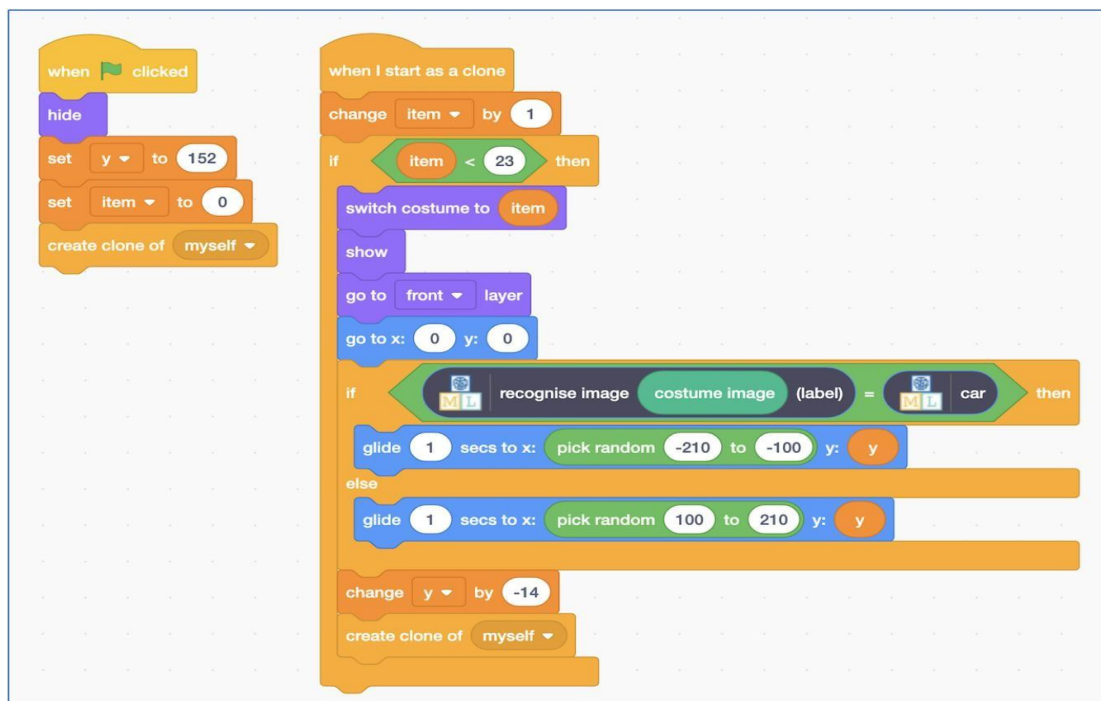 when clicked
hide
set y to 152
set item to 0
create clone of myself
when I start as a clone
change item by 1
if item < 23 then
switch costume to item
show
go to front layer
go to x: 0 y: 0
if ML recognise image costume image (label) = ML car then
glide 1 secs to x: pick random -210 to -100 y: y
else
glide 1 secs to x: pick random 100 to 210 y: y
change y by -14
create clone of myself